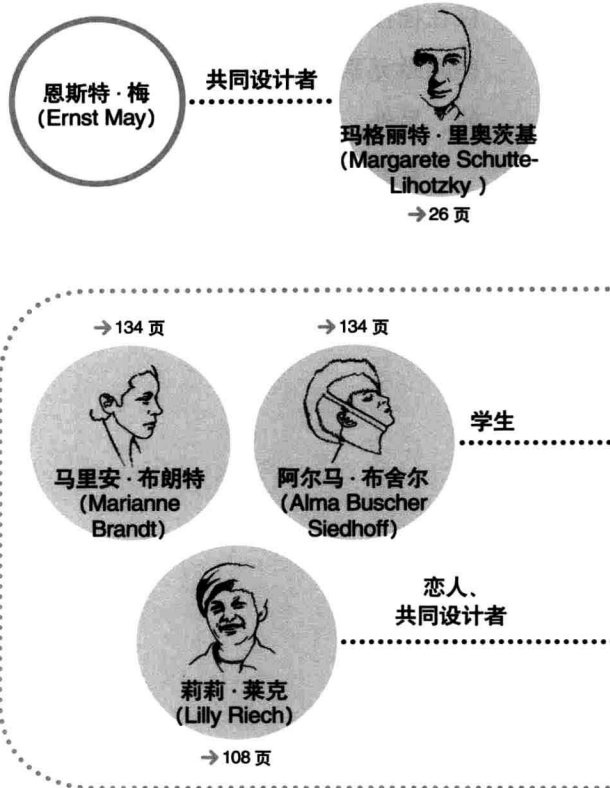 恩斯特·梅
(Ernst May)
共同设计者
玛格丽特·里奥茨基
(Margarete Schutte-
Lihotzky )
→26 页
→134 页
→134 页
马里安·布朗特
(Marianne
Brandt)
阿尔马·布舍尔
(Alma Buscher
Siedhoff)
学生
莉莉·莱克
(Lilly Riech)
→108 页
恋人、
共同设计者